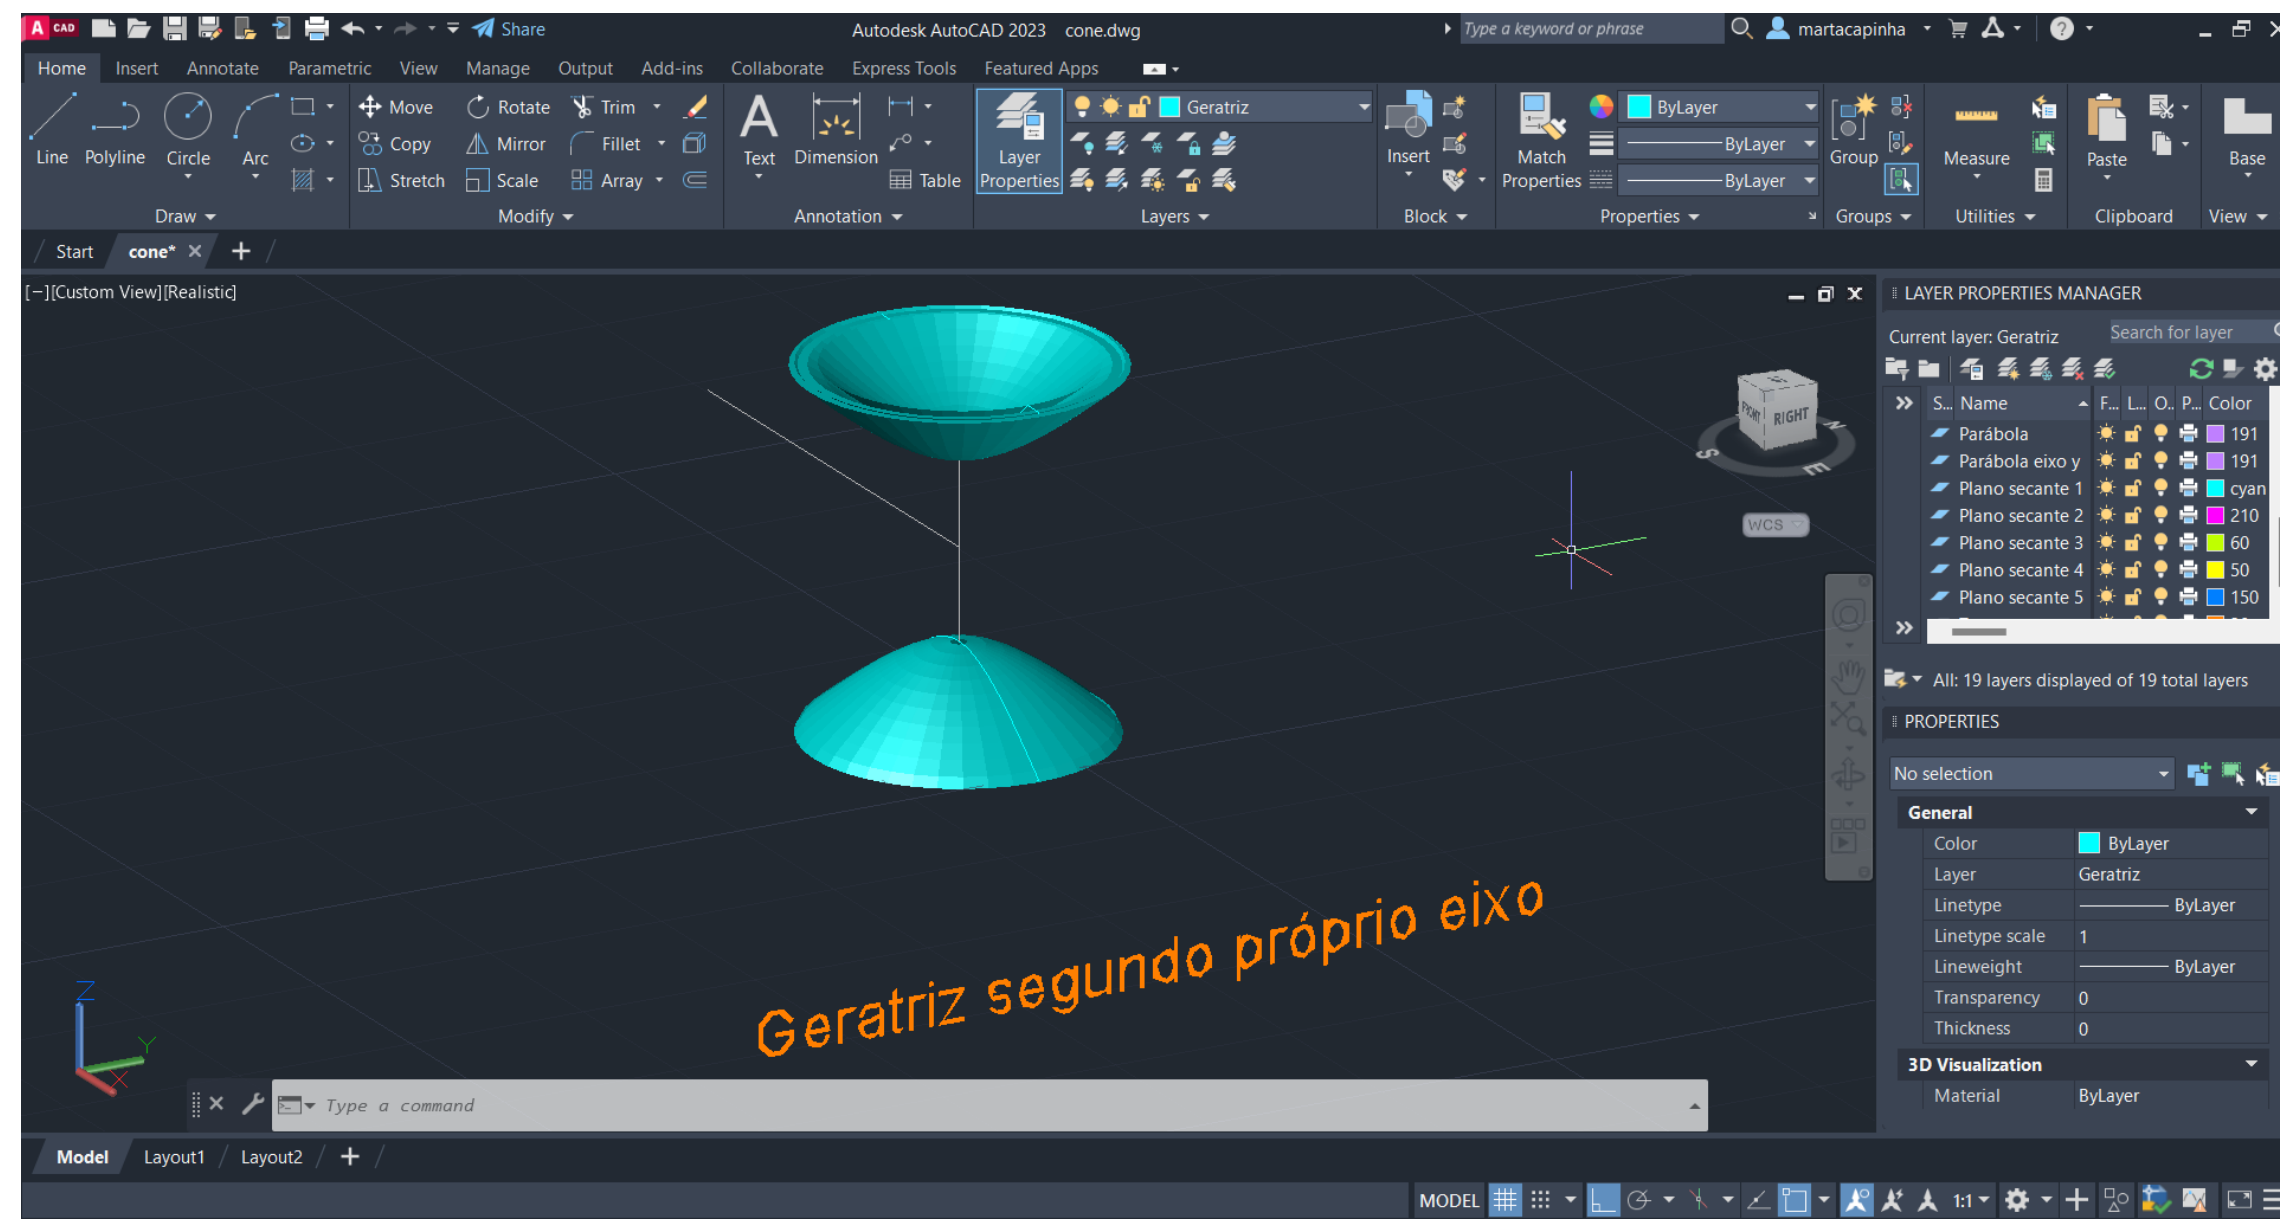 A CAD
Share
Autodesk AutoCAD 2023 cone.dwg
Type a keyword or phrase
martacapinha
Home Insert Annotate Parametric View Manage Output Add-ins Collaborate Express Tools Featured Apps
Move Rotate Trim
Geratriz
ByLayer
Copy Mirror Fillet
ByLayer
Line Polyline Circle Arc
Text Dimension
Layer Properties
Insert
Match Properties
Group Measure Paste Base
Stretch Scale Array
Table
ByLayer
Draw Modify Annotation Layers Block Properties Groups Utilities Clipboard View
Start cone*
[−][Custom View][Realistic]
FRONT RIGHT
S E N
WCS
Geratriz segundo próprio eixo
Z Y X
Type a command
LAYER PROPERTIES MANAGER
Current layer: Geratriz
Search for layer
S... Name F... L... O.. P... Color
Parábola 191
Parábola eixo y 191
Plano secante 1 cyan
Plano secante 2 210
Plano secante 3 60
Plano secante 4 50
Plano secante 5 150
All: 19 layers displayed of 19 total layers
PROPERTIES
No selection
General
Color ByLayer
Layer Geratriz
Linetype ByLayer
Linetype scale 1
Lineweight ByLayer
Transparency 0
Thickness 0
3D Visualization
Material ByLayer
Model Layout1 Layout2
MODEL 1:1